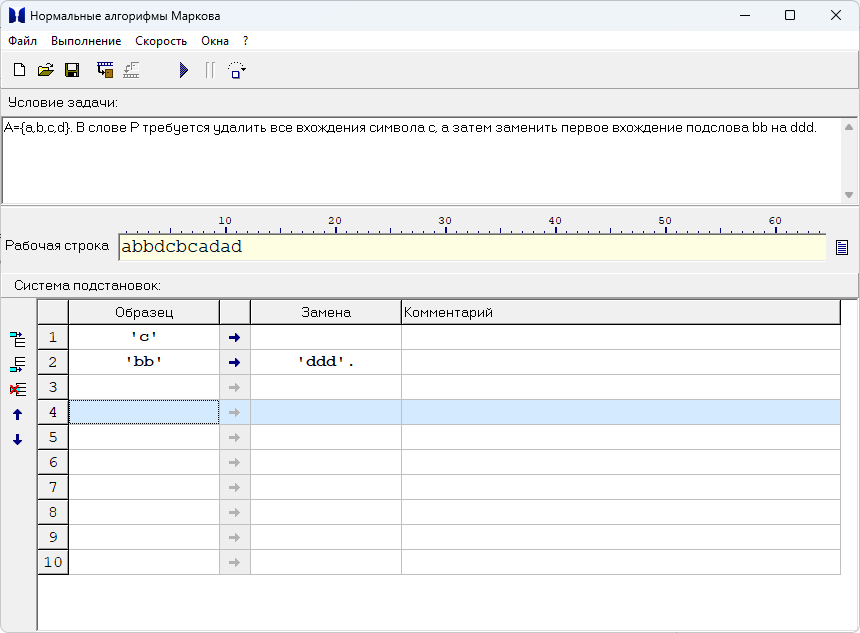 Нормальные алгорифмы Маркова
Файл Выполнение Скорость Окна ?
Условие задачи:
A={a,b,c,d}. В слове P требуется удалить все вхождения символа c, а затем заменить первое вхождение подслова bb на ddd.
10 20 30 40 50 60
Рабочая строка abbdcbcadad
Система подстановок:
Образец Замена Комментарий
1 'c' →
2 'bb' → 'ddd'.
3 →
4 →
5 →
6 →
7 →
8 →
9 →
10 →